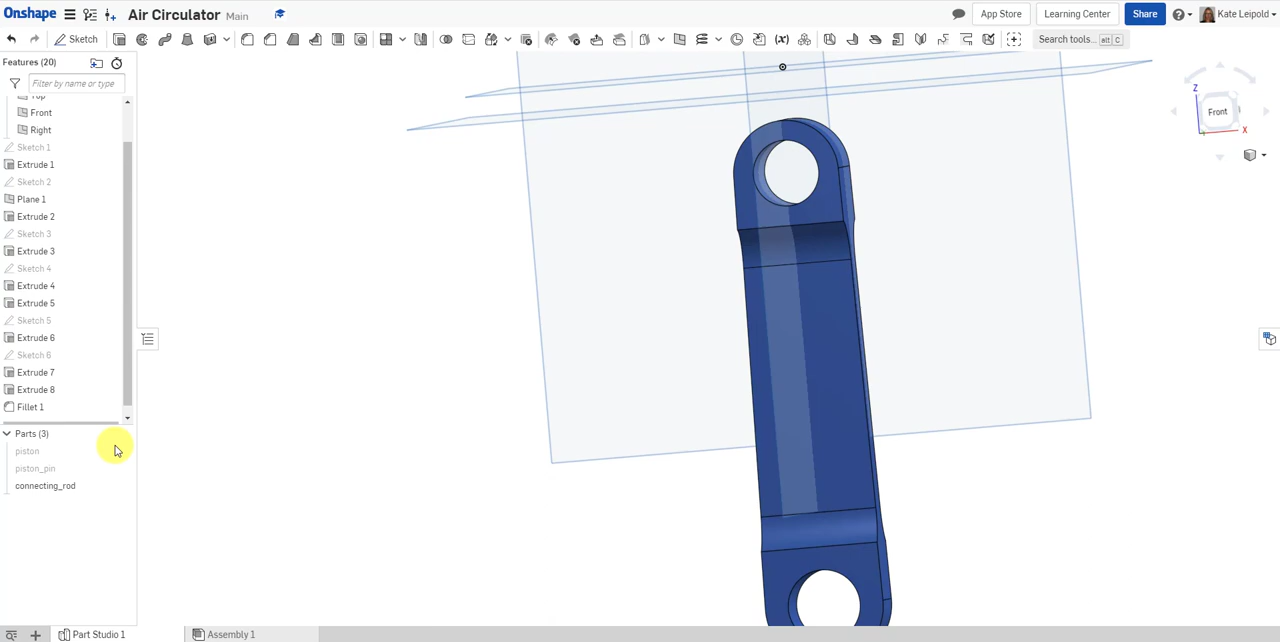 Onshape Air Circulator Main App Store Learning Center Share Kate Leipold
Sketch (x) Search tools... alt C
Features (20)
Filter by name or type
Top
Front
Right
Sketch 1
Extrude 1
Sketch 2
Plane 1
Extrude 2
Sketch 3
Extrude 3
Sketch 4
Extrude 4
Extrude 5
Sketch 5
Extrude 6
Sketch 6
Extrude 7
Extrude 8
Fillet 1
Parts (3)
piston
piston_pin
connecting_rod
Z
Front
X
Part Studio 1 Assembly 1